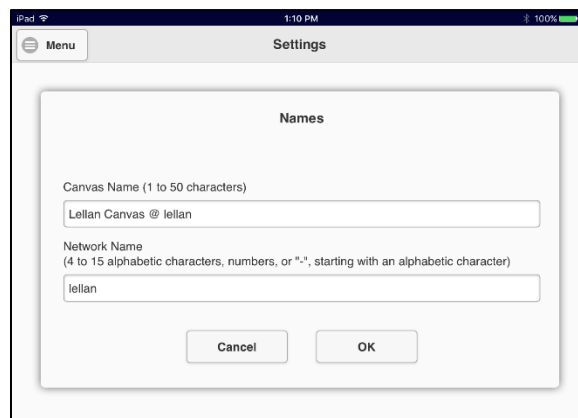 iPad 1:10 PM 100%
Menu Settings
Names
Canvas Name (1 to 50 characters)
Lellan Canvas @ lellan
Network Name
(4 to 15 alphabetic characters, numbers, or "-", starting with an alphabetic character)
lellan
Cancel OK